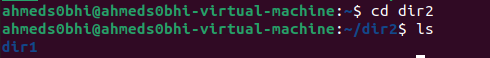 ahmeds0bhi@ahmeds0bhi-virtual-machine:~$ cd dir2
ahmeds0bhi@ahmeds0bhi-virtual-machine:~/dir2$ ls
dir1